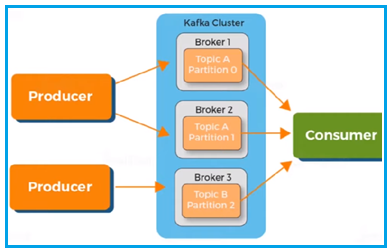 Kafka Cluster
Broker 1
Topic A
Partition 0
Producer
Broker 2
Topic A
Partition 1
Consumer
Producer
Broker 3
Topic B
Partition 2